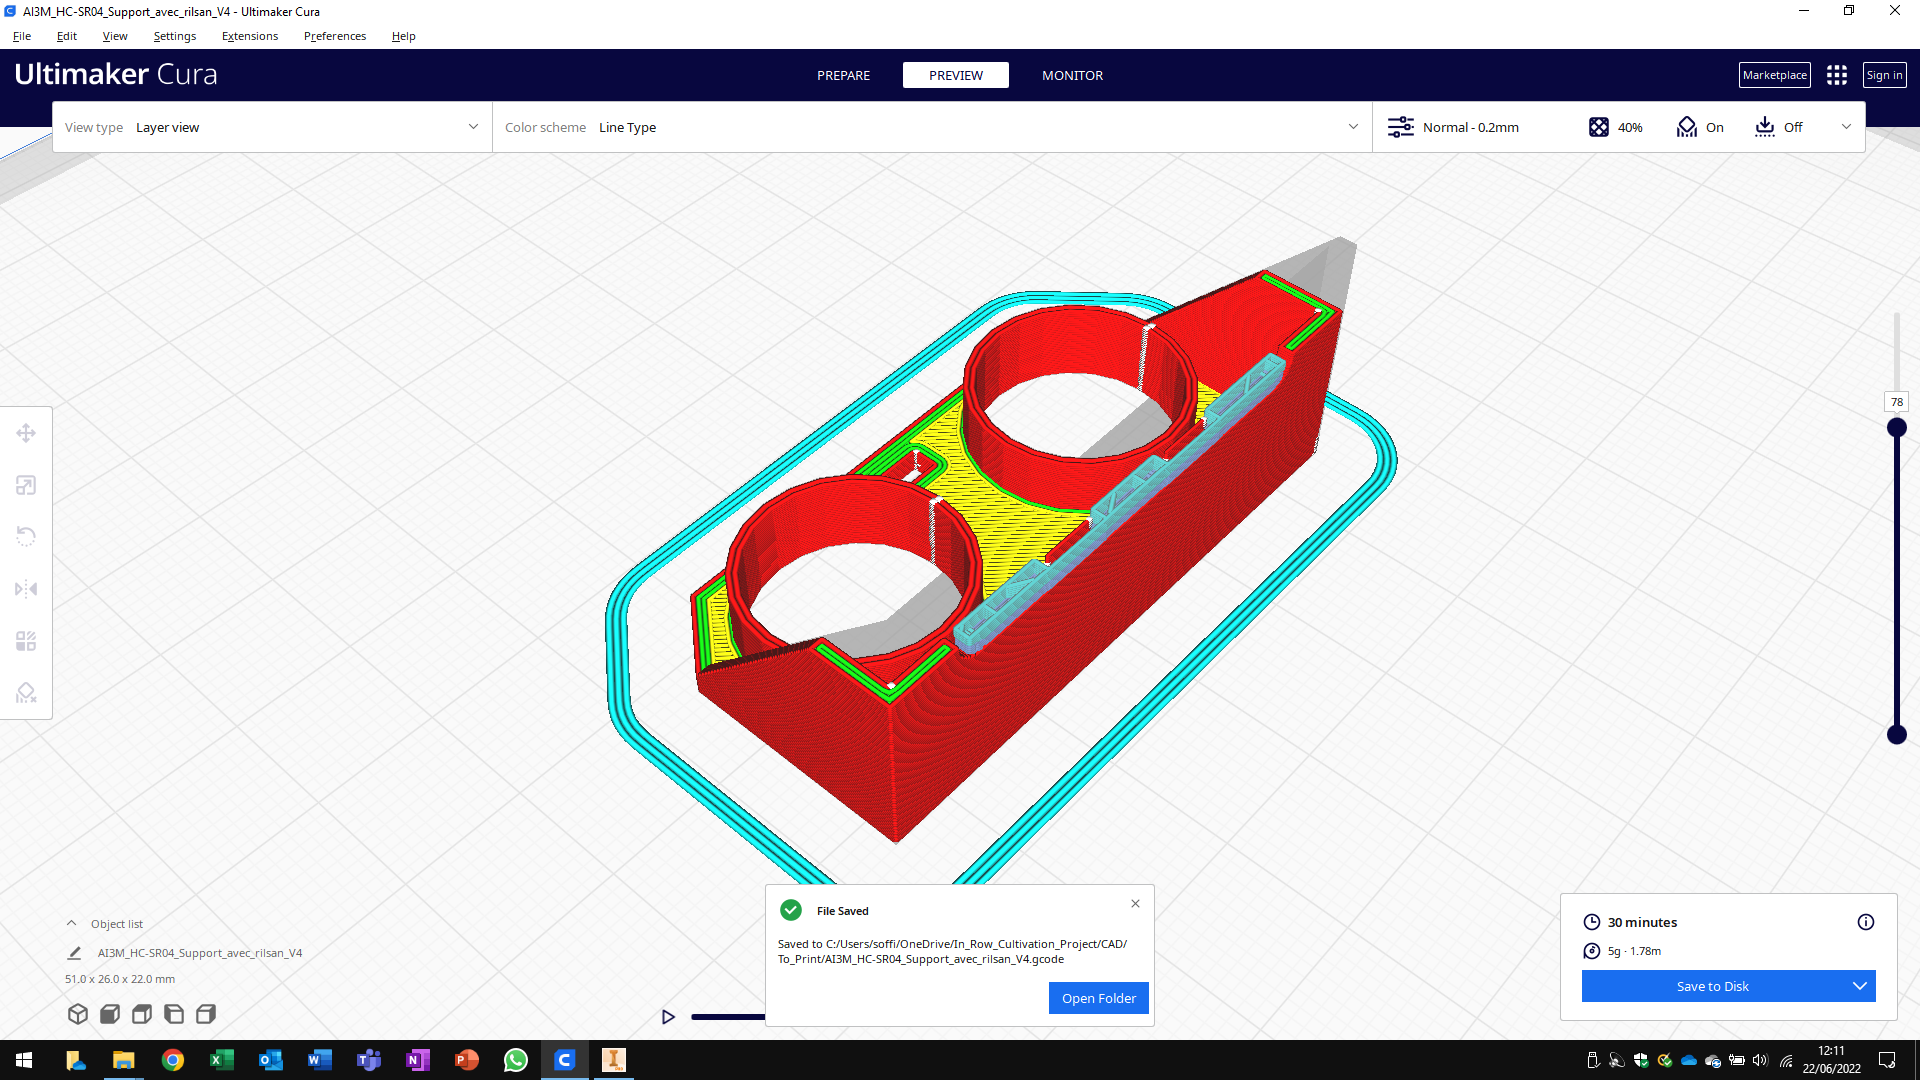 AI3M_HC-SR04_Support_avec_rilsan_V4 - Ultimaker Cura
File Edit View Settings Extensions Preferences Help
Ultimaker Cura
PREPARE PREVIEW MONITOR
Marketplace Sign in
View type Layer view
Color scheme Line Type
Normal - 0.2mm 40% On Off
78
Object list
AI3M_HC-SR04_Support_avec_rilsan_V4
51.0 x 26.0 x 22.0 mm
File Saved
Saved to C:/Users/soffi/OneDrive/In_Row_Cultivation_Project/CAD/
To_Print/AI3M_HC-SR04_Support_avec_rilsan_V4.gcode
Open Folder
30 minutes
5g · 1.78m
Save to Disk
12:11
22/06/2022